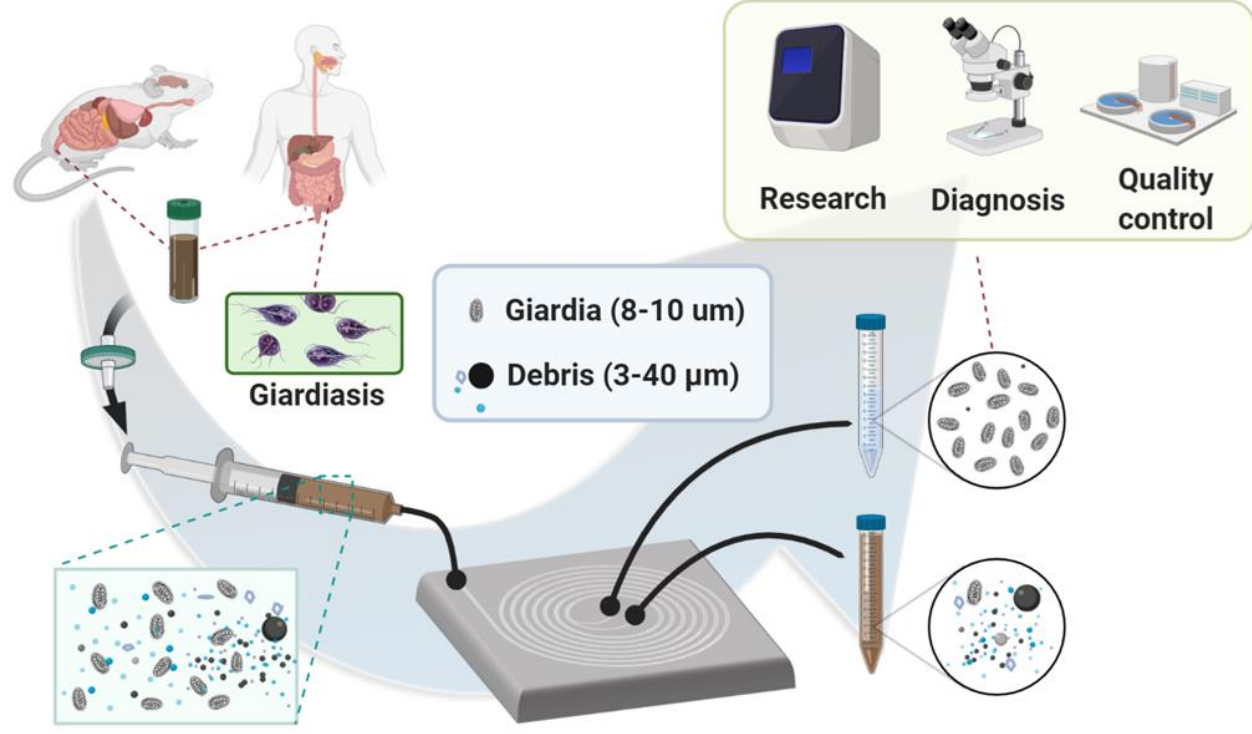 Research
Diagnosis
Quality
control
Giardiasis
Giardia (8-10 um)
Debris (3-40 µm)